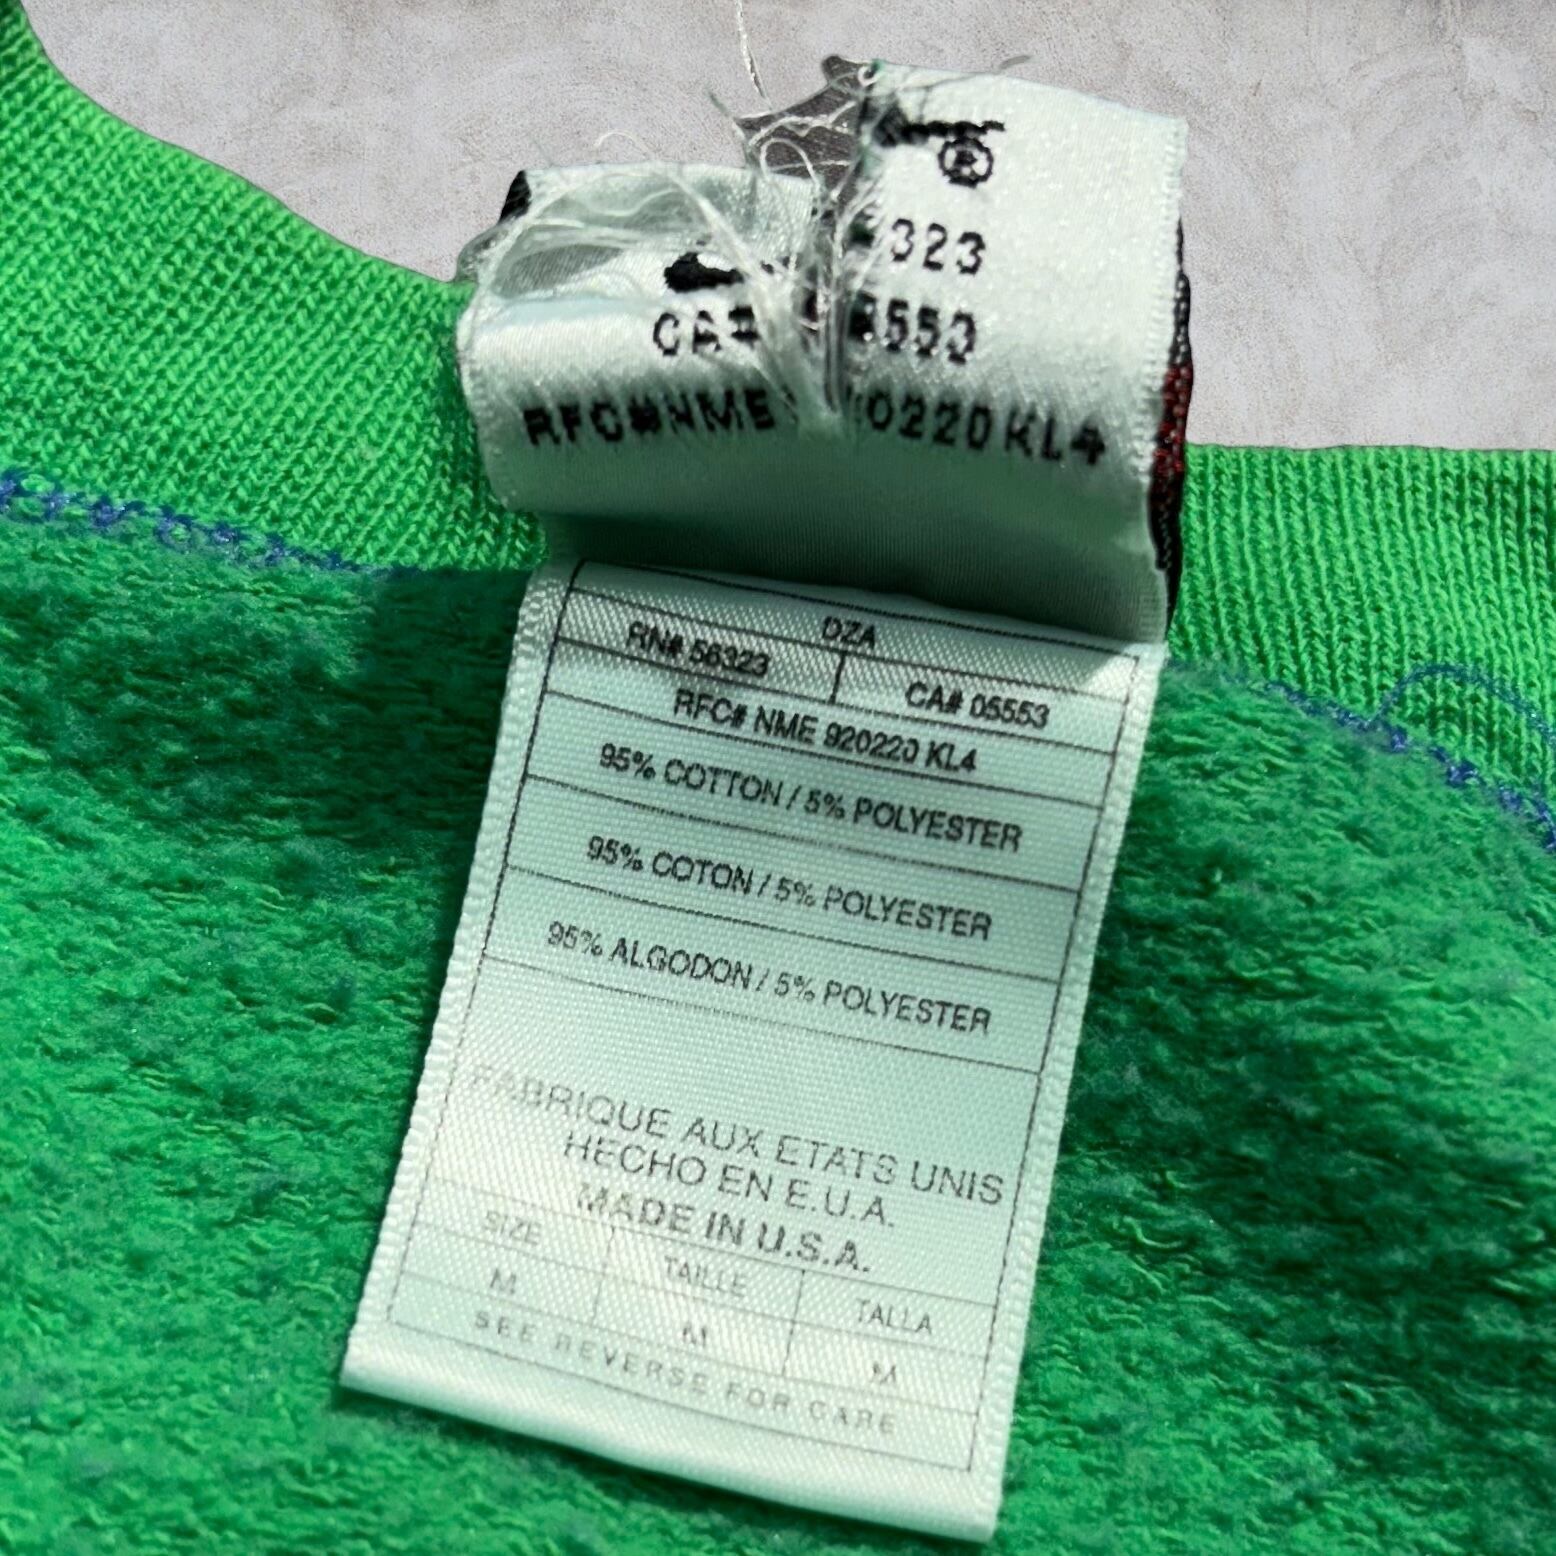 ®
323
CA# 5553
RFC#NME 0220KL4
DZA
RN# 56323
CA# 05553
RFC# NME 920220 KL4
95% COTTON / 5% POLYESTER
95% COTON / 5% POLYESTER
95% ALGODON / 5% POLYESTER
FABRIQUE AUX ETATS UNIS
HECHO EN E.U.A.
MADE IN U.S.A.
SIZE TAILLE TALLA
M M M
SEE REVERSE FOR CARE